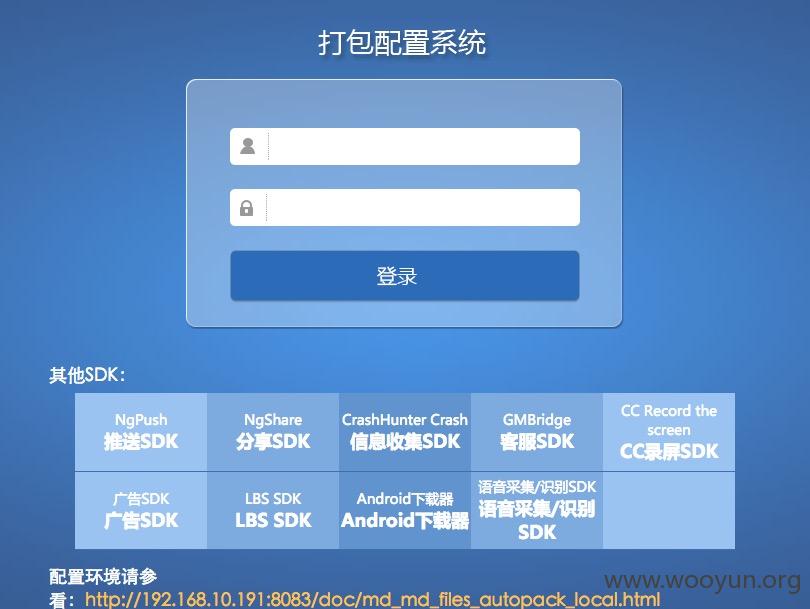 打包配置系统
登录
其他SDK：
NgPush
推送SDK
NgShare
分享SDK
CrashHunter Crash
信息收集SDK
GMBridge
客服SDK
CC Record the
screen
CC录屏SDK
广告SDK
广告SDK
LBS SDK
LBS SDK
Android下载器
Android下载器
语音采集/识别SDK
语音采集/识别
SDK
配置环境请参
看：http://192.168.10.191:8083/doc/md_md_files_autopack_local.html
www.wooyun.org